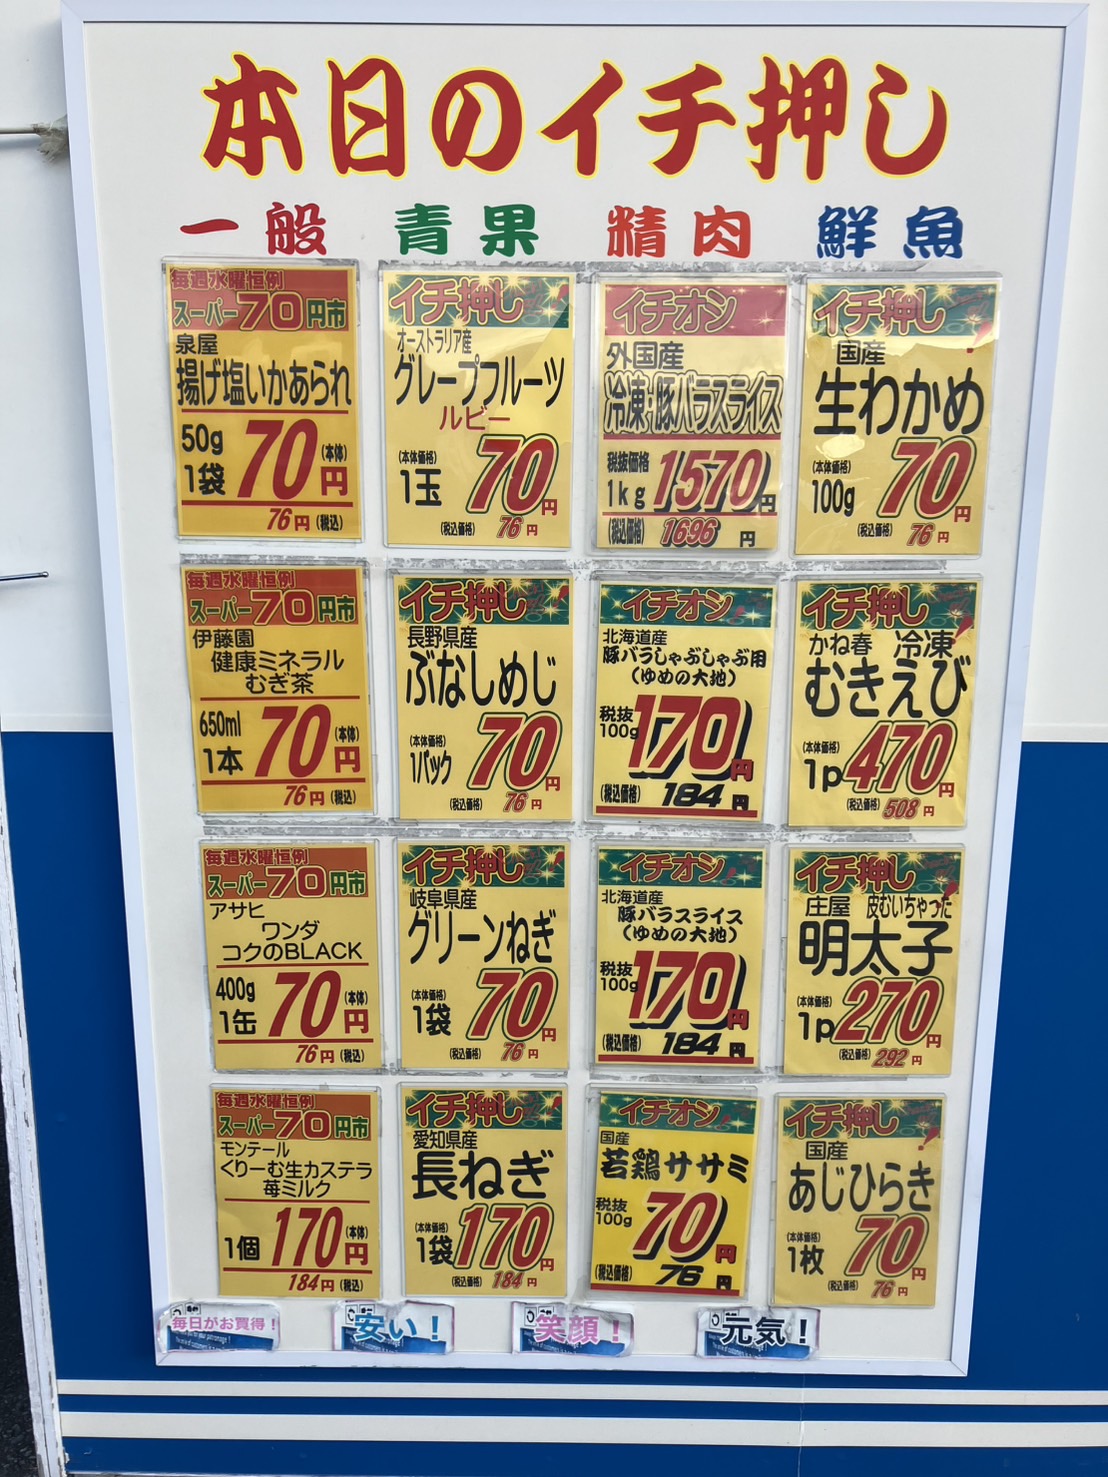 本日のイチ押し
一般 青果 精肉 鮮魚
毎週水曜恒例
スーパー70円市
泉屋
揚げ塩いかあられ
50g
1袋
70円
(本体)
76円(税込)
イチ押し
オーストラリア産
グレープフルーツ
ルビー
(本体価格)
1玉
70円
(税込価格) 76円
イチオシ
外国産
冷凍・豚バラスライス
税抜価格
1kg
1570円
(税込価格) 1696円
イチ押し!
国産
生わかめ
(本体価格)
100g
70円
(税込価格) 76円
毎週水曜恒例
スーパー70円市
伊藤園
健康ミネラル
むぎ茶
650ml
1本
70円
(本体)
76円(税込)
イチ押し
長野県産
ぶなしめじ
(本体価格)
1パック
70円
(税込価格) 76円
イチオシ
北海道産
豚バラしゃぶしゃぶ用
(ゆめの大地)
税抜
100g
170円
(税込価格) 184円
イチ押し!
かね春 冷凍
むきえび
(本体価格)
1p
470円
(税込価格) 508円
毎週水曜恒例
スーパー70円市
アサヒ
ワンダ
コクのBLACK
400g
1缶
70円
(本体)
76円(税込)
イチ押し
岐阜県産
グリーンねぎ
(本体価格)
1袋
70円
(税込価格) 76円
イチオシ
北海道産
豚バラスライス
(ゆめの大地)
税抜
100g
170円
(税込価格) 184円
イチ押し!
庄屋 皮むいちゃった
明太子
(本体価格)
1p
270円
(税込価格) 292円
毎週水曜恒例
スーパー70円市
モンテール
くりーむ生カステラ
苺ミルク
1個
170円
(本体)
184円(税込)
イチ押し
愛知県産
長ねぎ
(本体価格)
1袋
170円
(税込価格) 184円
イチオシ
国産
若鶏ササミ
税抜
100g
70円
(税込価格) 76円
イチ押し!
国産
あじひらき
(本体価格)
1枚
70円
(税込価格) 76円
毎日がお買得!
安い!
笑顔!
元気!